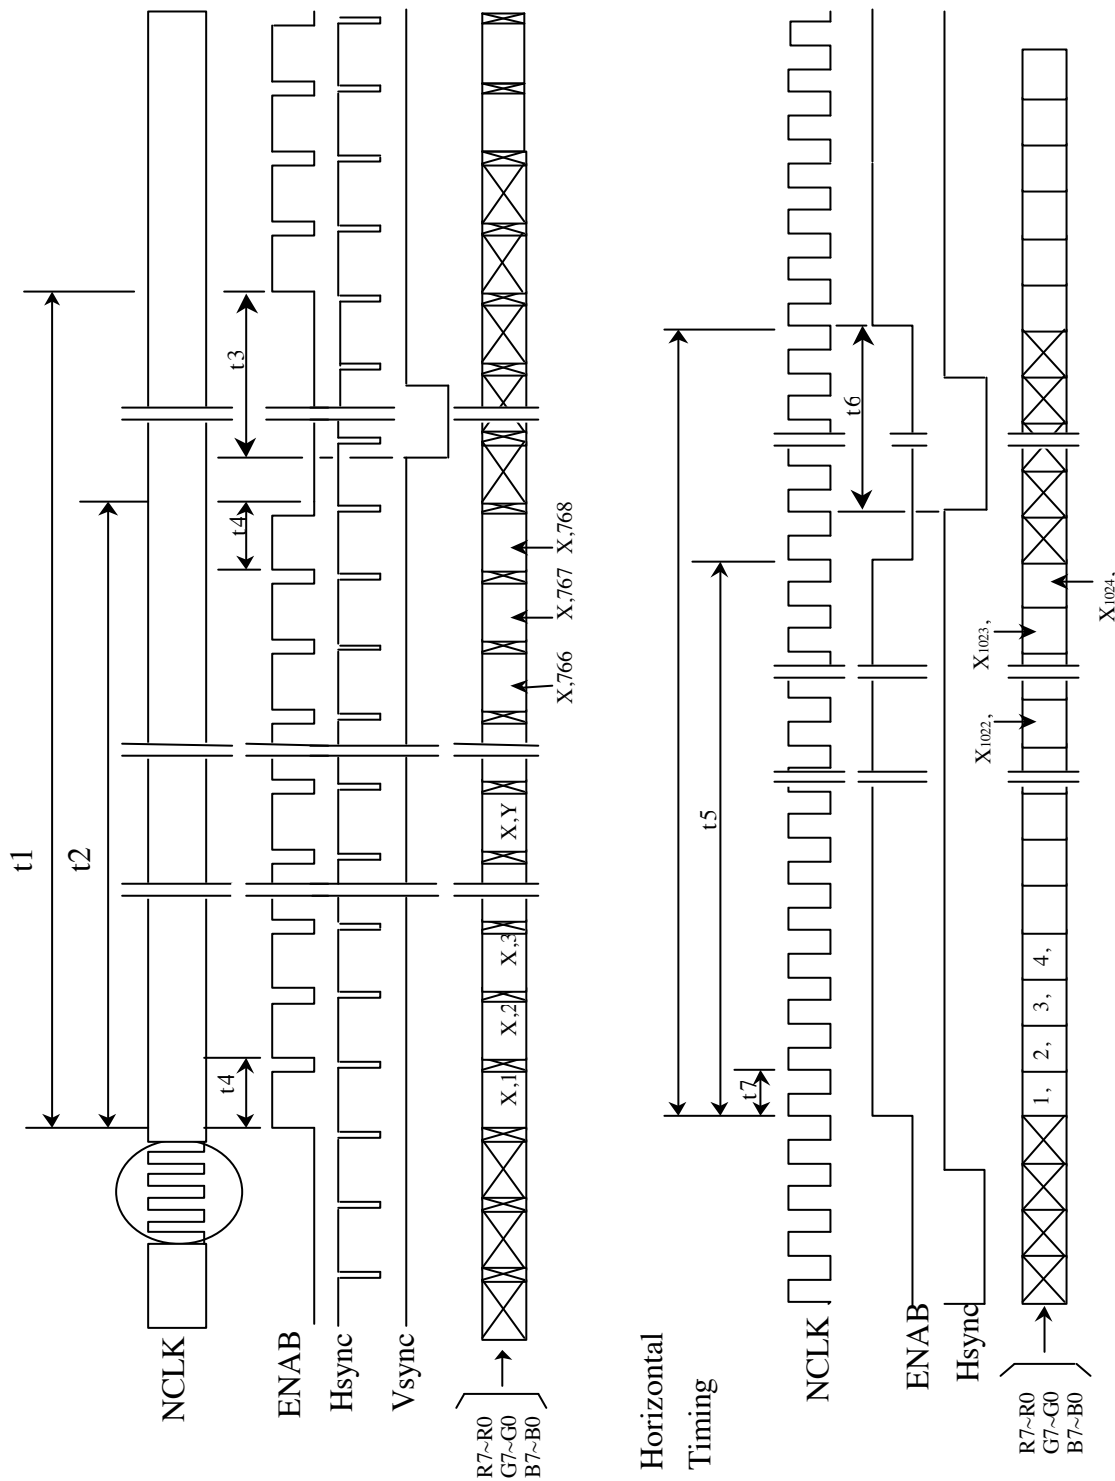 t1
t2
t4
t4
t3
NCLK
ENAB
Hsync
Vsync
R7~R0
G7~G0
B7~B0
X,1
X,2
X,3
X,Y
X,766
X,767
X,768
Horizontal
Timing
t5
t7
t6
NCLK
ENAB
Hsync
R7~R0
G7~G0
B7~B0
1,
2,
3,
4,
X1022,
X1023,
X1024,